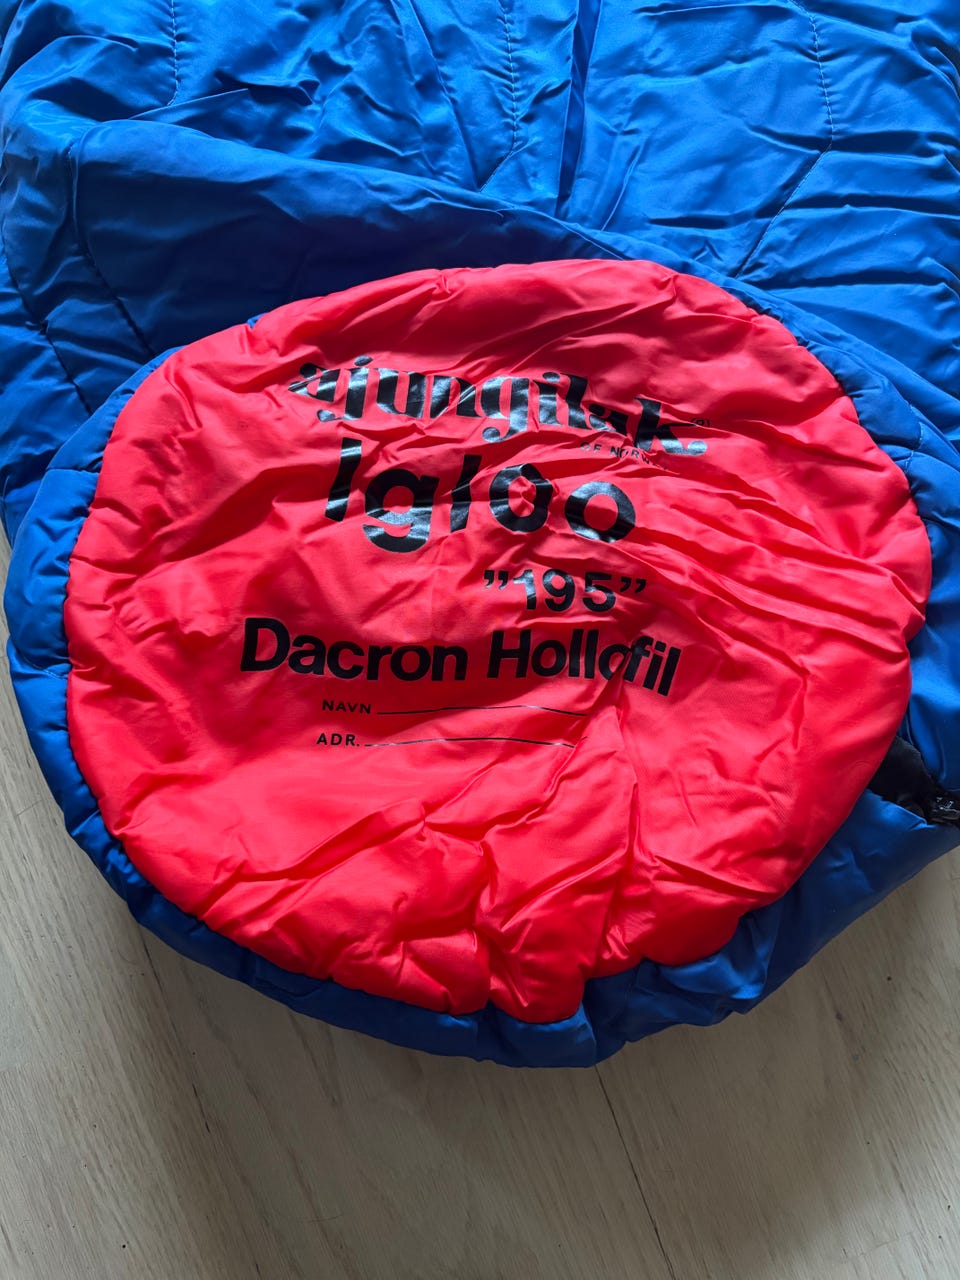 ajungilak.®
OF NORWAY
Igloo
”195”
Dacron Hollofil
NAVN
ADR.